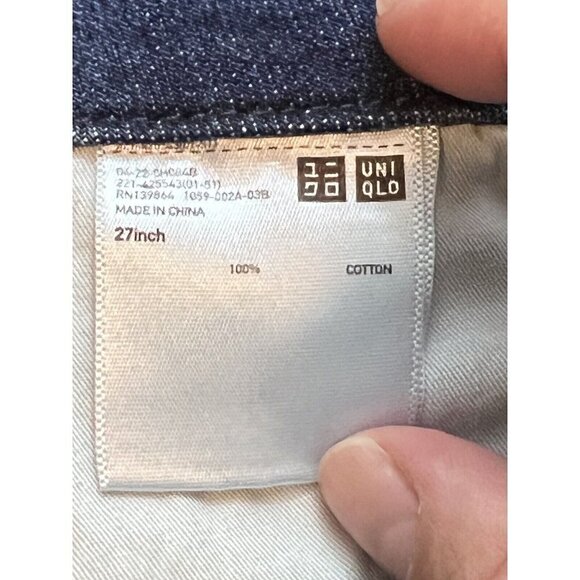 221-425543(01-81)
RN139864 1059-002A-03B
MADE IN CHINA
27inch
100% COTTON
ユニ
クロ
UNI
QLO